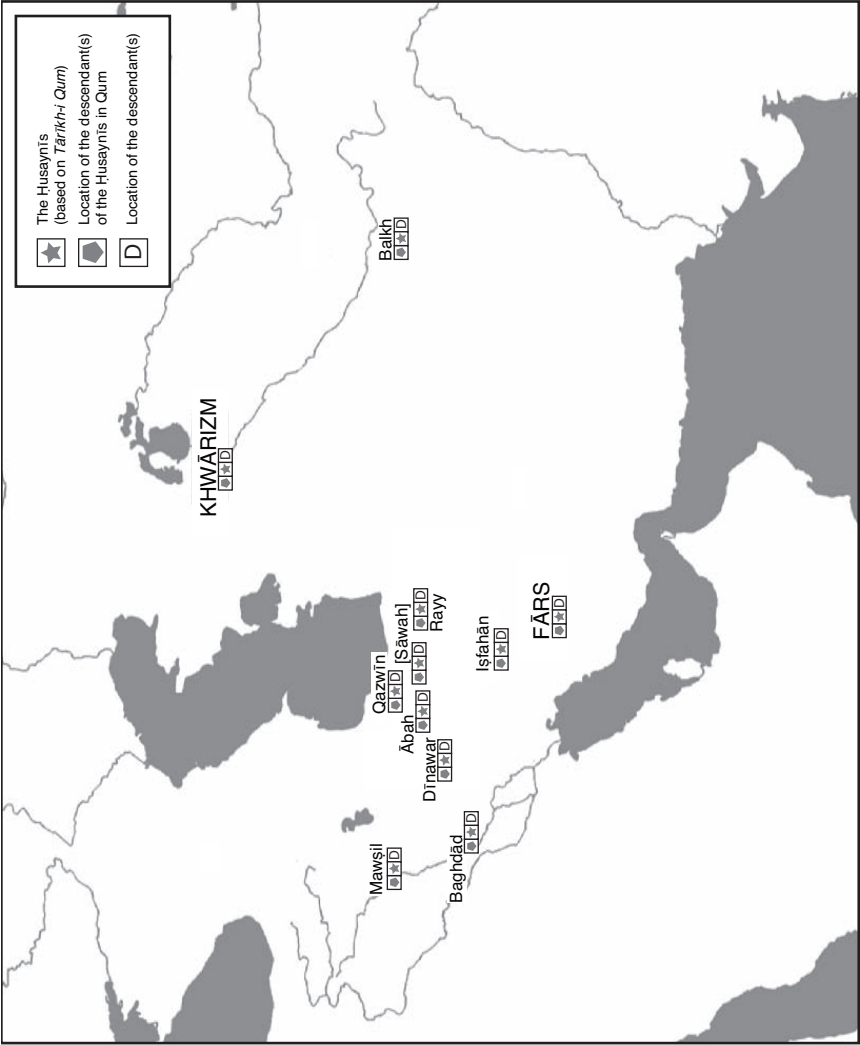 The Ḥusaynīs
(based on Tārīkh-i Qum)
Location of the descendant(s)
of the Ḥusaynīs in Qum
D
Location of the descendant(s)
KHWĀRIZM
D
Balkh
D
Mawṣil
D
Baghdād
D
Dīnawar
D
Ābah
D
Qazwīn
D
[Sāwah]
D
Rayy
D
Iṣfahān
D
FĀRS
D